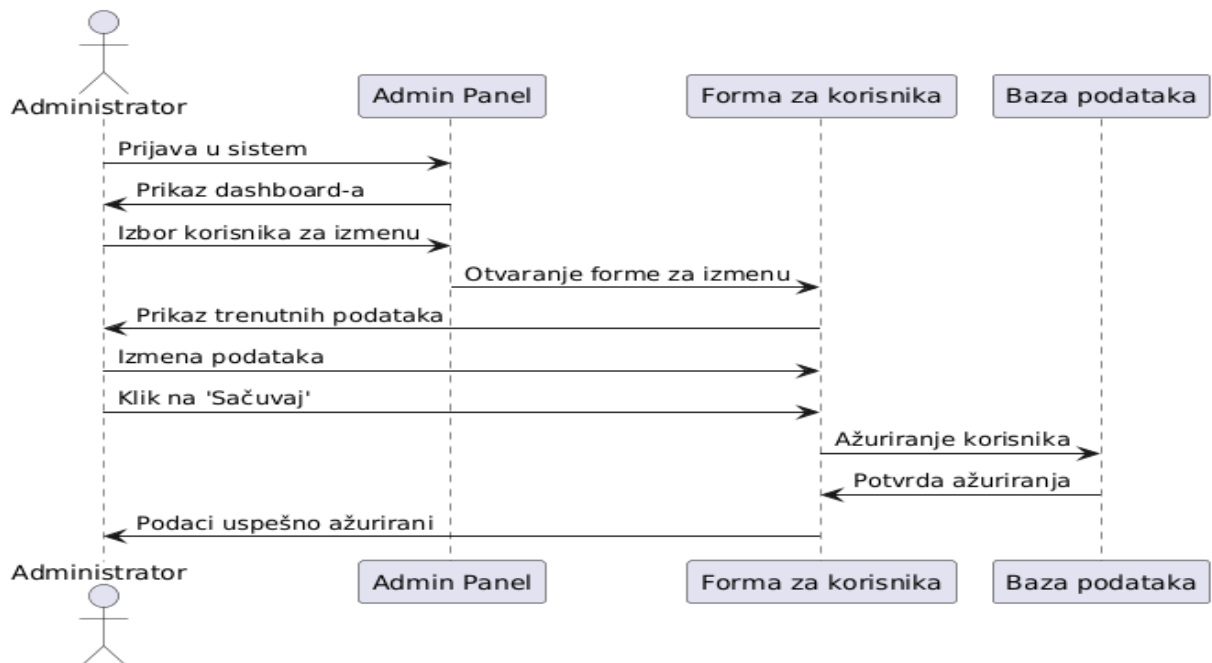 Administrator
Admin Panel
Forma za korisnika
Baza podataka
Prijava u sistem
Prikaz dashboard-a
Izbor korisnika za izmenu
Otvaranje forme za izmenu
Prikaz trenutnih podataka
Izmena podataka
Klik na 'Sačuvaj'
Ažuriranje korisnika
Potvrda ažuriranja
Podaci uspešno ažurirani
Administrator
Admin Panel
Forma za korisnika
Baza podataka